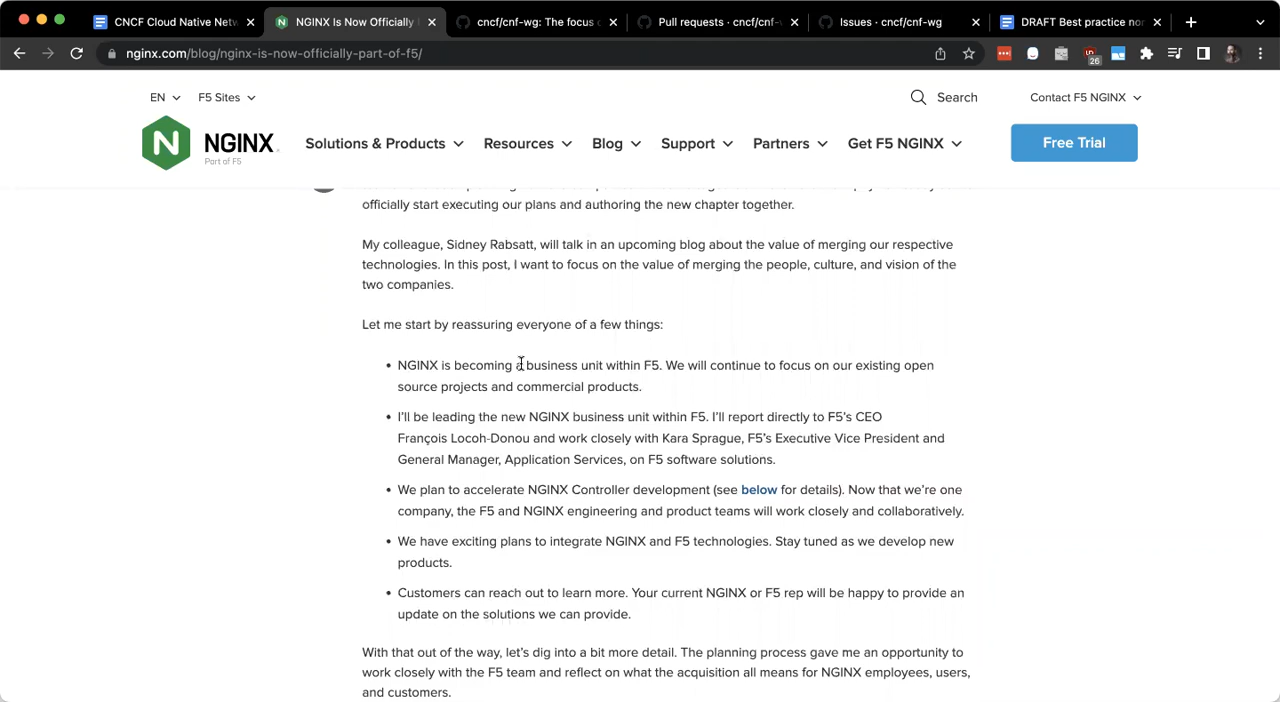 CNCF Cloud Native Netw
NGINX Is Now Officially
cncf/cnf-wg: The focus
Pull requests · cncf/cnf-
Issues · cncf/cnf-wg
DRAFT Best practice nor
nginx.com/blog/nginx-is-now-officially-part-of-f5/
26
EN
F5 Sites
Search
Contact F5 NGINX
N
NGINX
Part of F5
Solutions & Products
Resources
Blog
Support
Partners
Get F5 NGINX
Free Trial
officially start executing our plans and authoring the new chapter together.
My colleague, Sidney Rabsatt, will talk in an upcoming blog about the value of merging our respective
technologies. In this post, I want to focus on the value of merging the people, culture, and vision of the
two companies.
Let me start by reassuring everyone of a few things:
• NGINX is becoming a business unit within F5. We will continue to focus on our existing open
source projects and commercial products.
• I'll be leading the new NGINX business unit within F5. I'll report directly to F5's CEO
François Locoh-Donou and work closely with Kara Sprague, F5's Executive Vice President and
General Manager, Application Services, on F5 software solutions.
• We plan to accelerate NGINX Controller development (see below for details). Now that we're one
company, the F5 and NGINX engineering and product teams will work closely and collaboratively.
• We have exciting plans to integrate NGINX and F5 technologies. Stay tuned as we develop new
products.
• Customers can reach out to learn more. Your current NGINX or F5 rep will be happy to provide an
update on the solutions we can provide.
With that out of the way, let's dig into a bit more detail. The planning process gave me an opportunity to
work closely with the F5 team and reflect on what the acquisition all means for NGINX employees, users,
and customers.